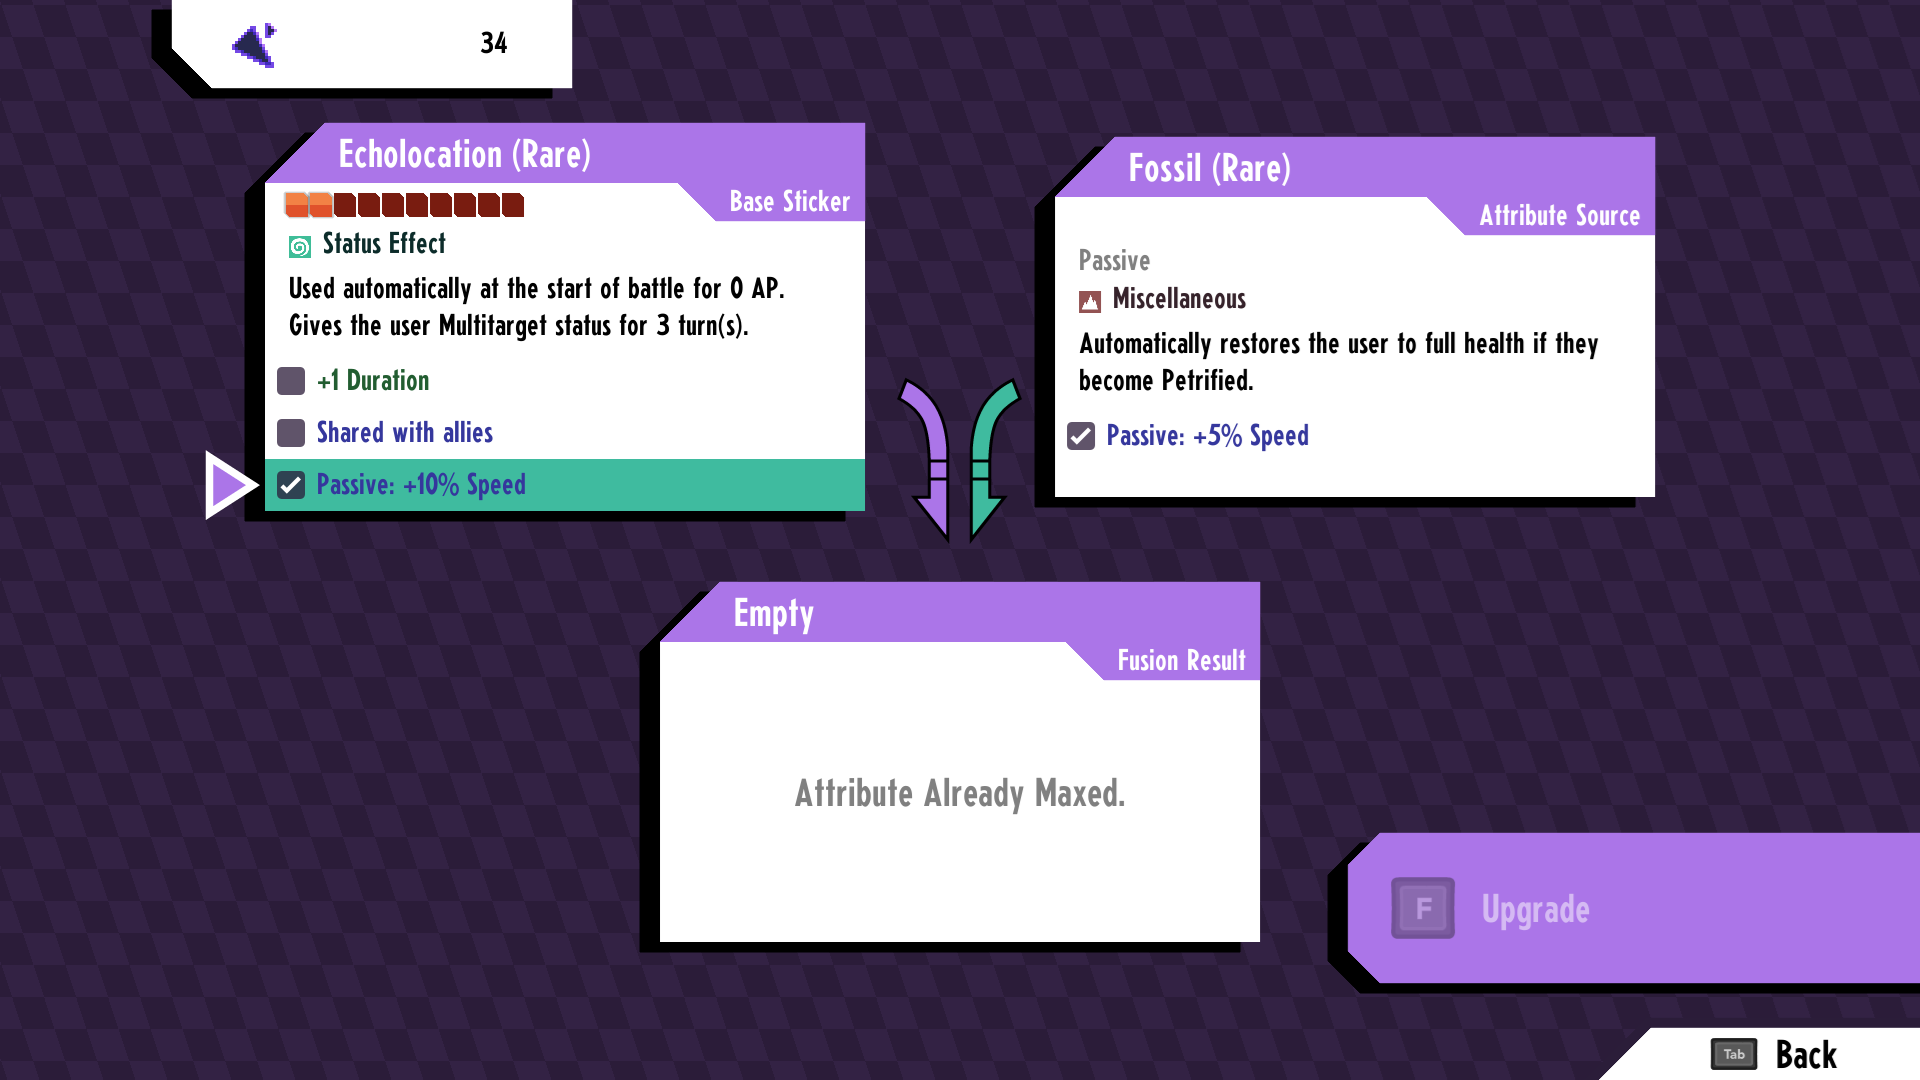 34
Echolocation (Rare)
Base Sticker
Status Effect
Used automatically at the start of battle for 0 AP.
Gives the user Multitarget status for 3 turn(s).
+1 Duration
Shared with allies
Passive: +10% Speed
Fossil (Rare)
Attribute Source
Passive
Miscellaneous
Automatically restores the user to full health if they
become Petrified.
Passive: +5% Speed
Empty
Fusion Result
Attribute Already Maxed.
F Upgrade
Tab Back